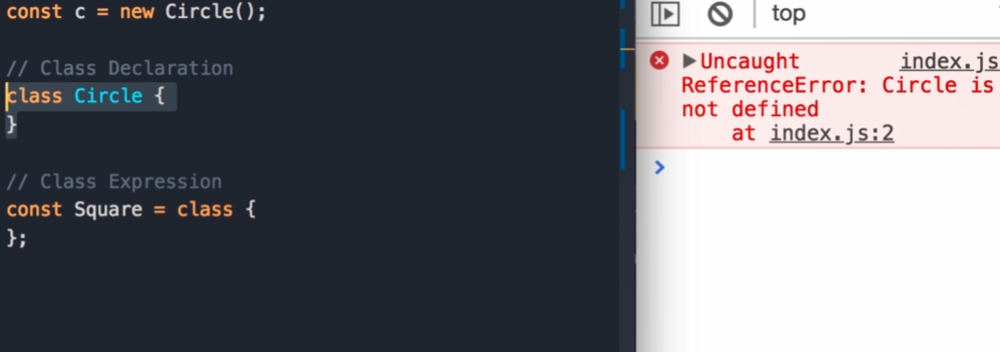 const c = new Circle();
// Class Declaration
class Circle {
}
// Class Expression
const Square = class {
};
top
Uncaught index.js
ReferenceError: Circle is
not defined
at index.js:2